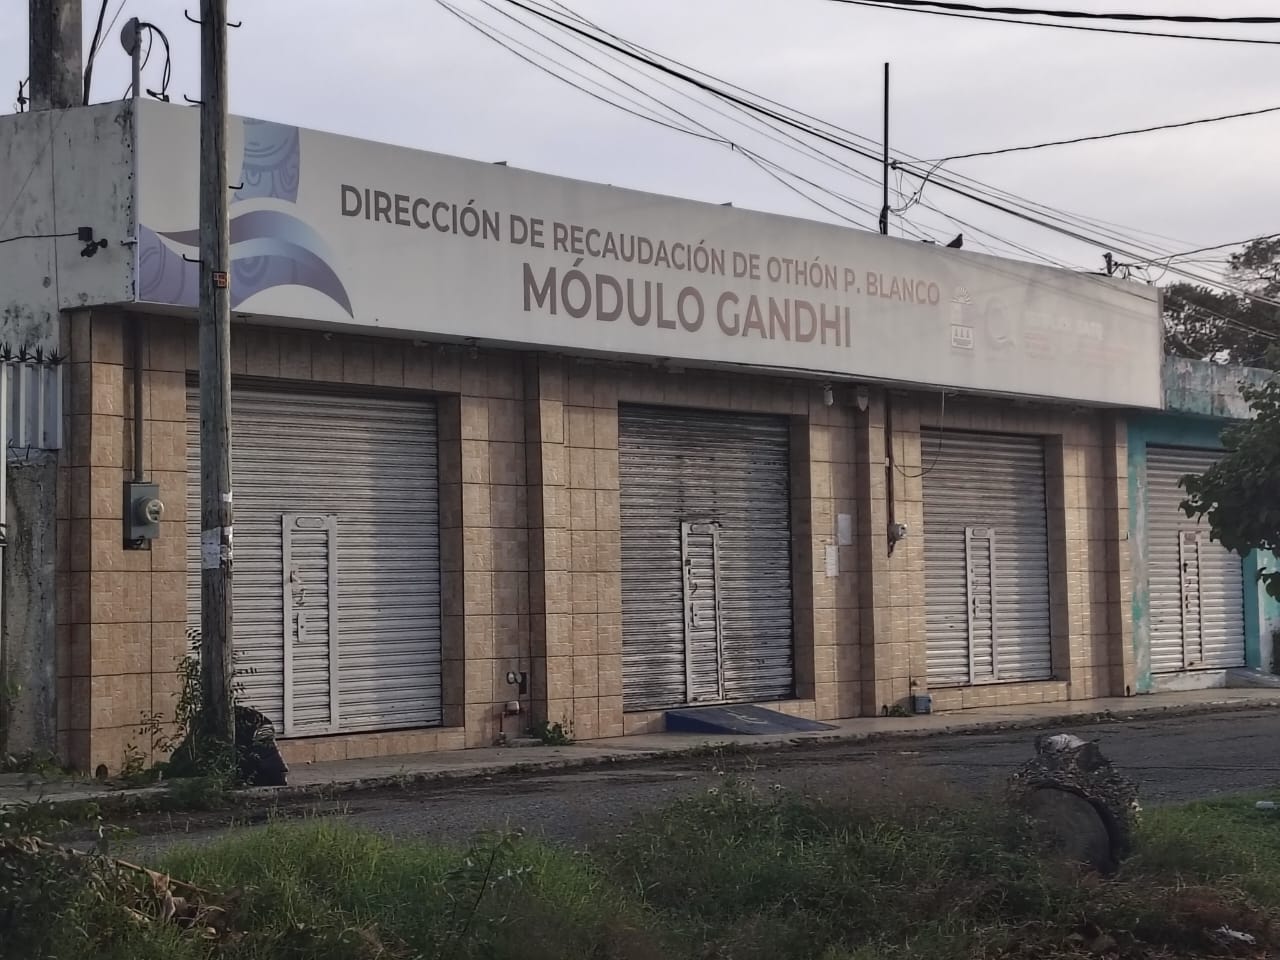 DIRECCIÓN DE RECAUDACIÓN DE OTHÓN P. BLANCO
MÓDULO GANDHI